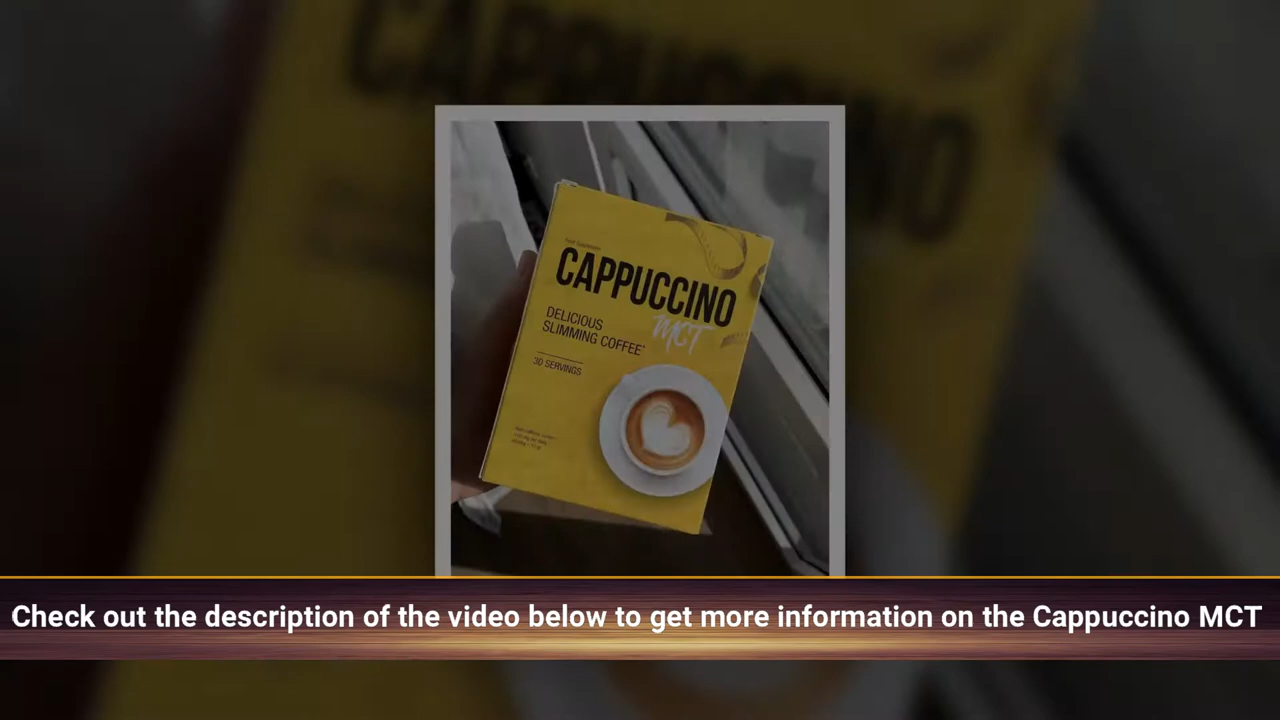 CAPPUCCINO
MCT
DELICIOUS
SLIMMING COFFEE*
30 SERVINGS
Check out the description of the video below to get more information on the Cappuccino MCT